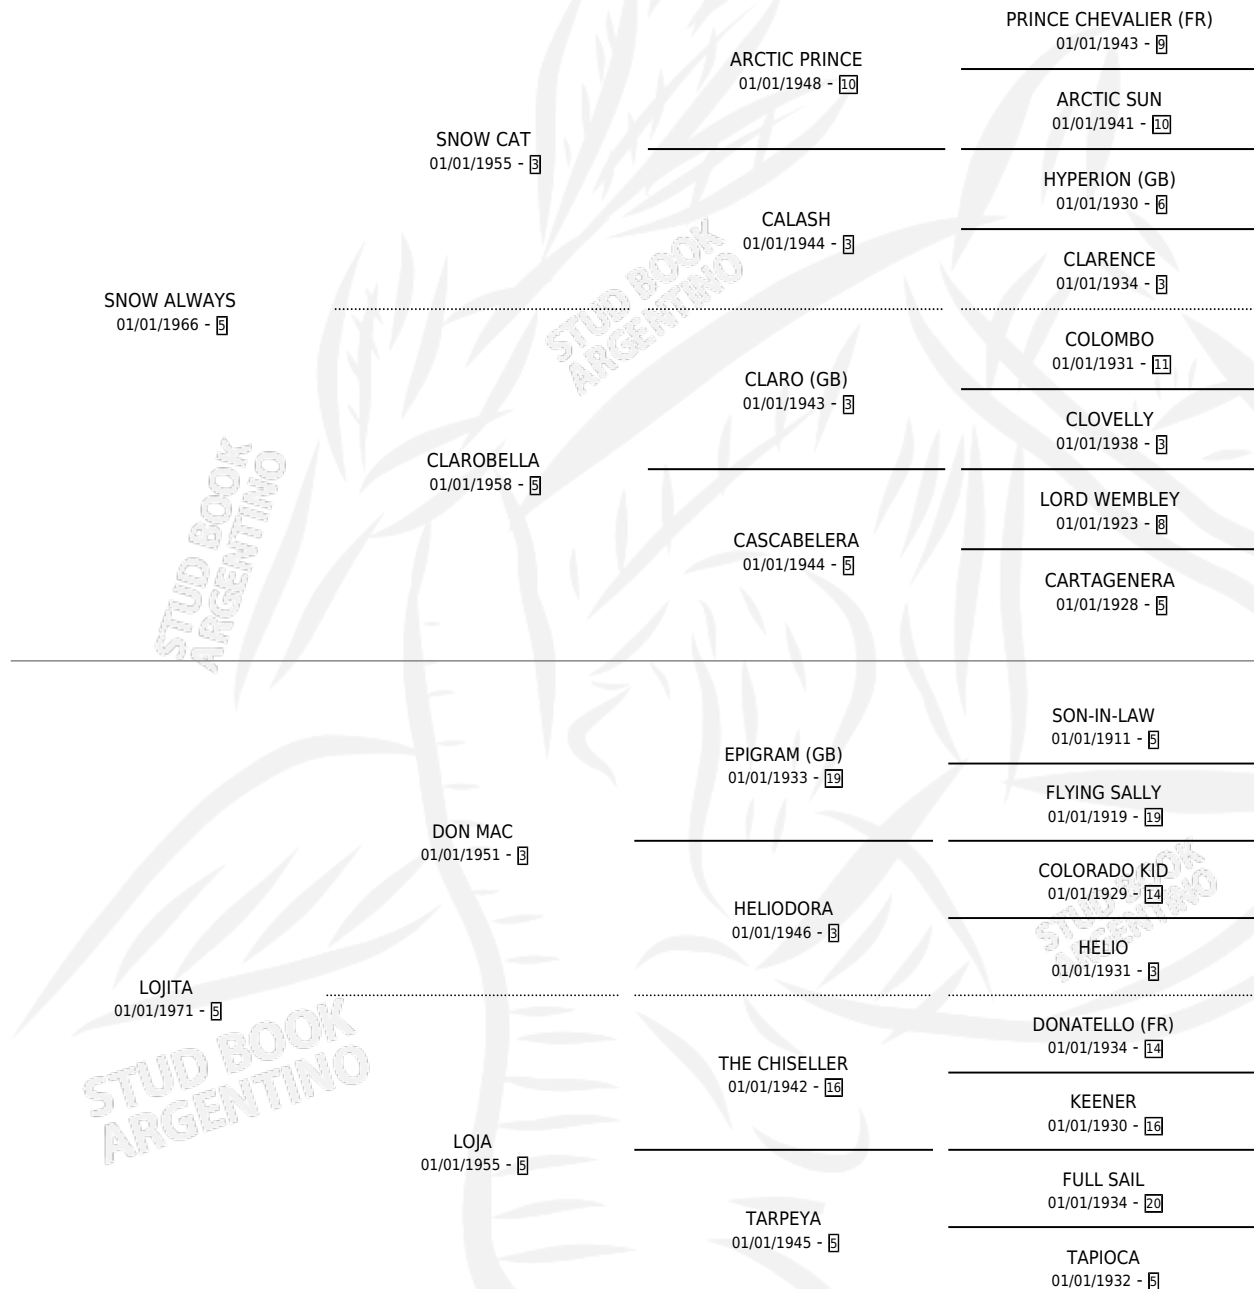 PRINCE CHEVALIER (FR)
01/01/1943 - 9
ARCTIC PRINCE
01/01/1948 - 10
ARCTIC SUN
01/01/1941 - 10
SNOW CAT
01/01/1955 - 3
HYPERION (GB)
01/01/1930 - 6
CALASH
01/01/1944 - 3
CLARENCE
01/01/1934 - 3
SNOW ALWAYS
01/01/1966 - 5
COLOMBO
01/01/1931 - 11
CLARO (GB)
01/01/1943 - 3
CLOVELLY
01/01/1938 - 3
CLAROBELLA
01/01/1958 - 5
LORD WEMBLEY
01/01/1923 - 8
CASCABELERA
01/01/1944 - 5
CARTAGENERA
01/01/1928 - 5
SON-IN-LAW
01/01/1911 - 5
EPIGRAM (GB)
01/01/1933 - 19
FLYING SALLY
01/01/1919 - 19
DON MAC
01/01/1951 - 3
COLORADO KID
01/01/1929 - 14
HELIODORA
01/01/1946 - 3
HELIO
01/01/1931 - 3
LOJITA
01/01/1971 - 5
DONATELLO (FR)
01/01/1934 - 14
THE CHISELLER
01/01/1942 - 16
KEENER
01/01/1930 - 16
LOJA
01/01/1955 - 5
FULL SAIL
01/01/1934 - 20
TARPEYA
01/01/1945 - 5
TAPIOCA
01/01/1932 - 5
STUD BOOK
ARGENTINO
STUD BOOK
ARGENTINO
STUD BOOK
ARGENTINO
STUD BOOK
ARGENTINO